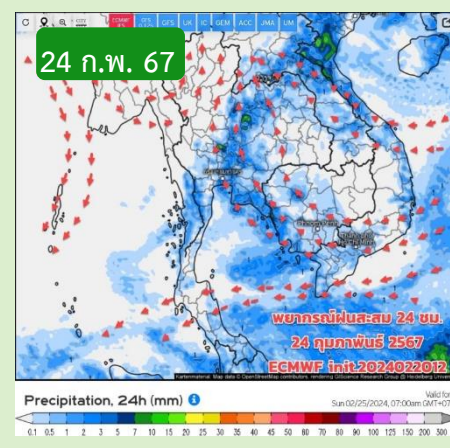 ECMWF GFS GFS UK IC GEM ACC JMA UM
24 ก.พ. 67
พยากรณ์ฝนสะสม 24 ชม.
24 กุมภาพันธ์ 2567
ECMWF init.2024022012
Precipitation, 24h (mm)
Valid for
Sun 02/25/2024, 07:00am GMT+07
0.1 0.5 1 2 3 5 7 10 15 20 25 30 35 40 45 50 60 70 80 90 100 125 150 200 300